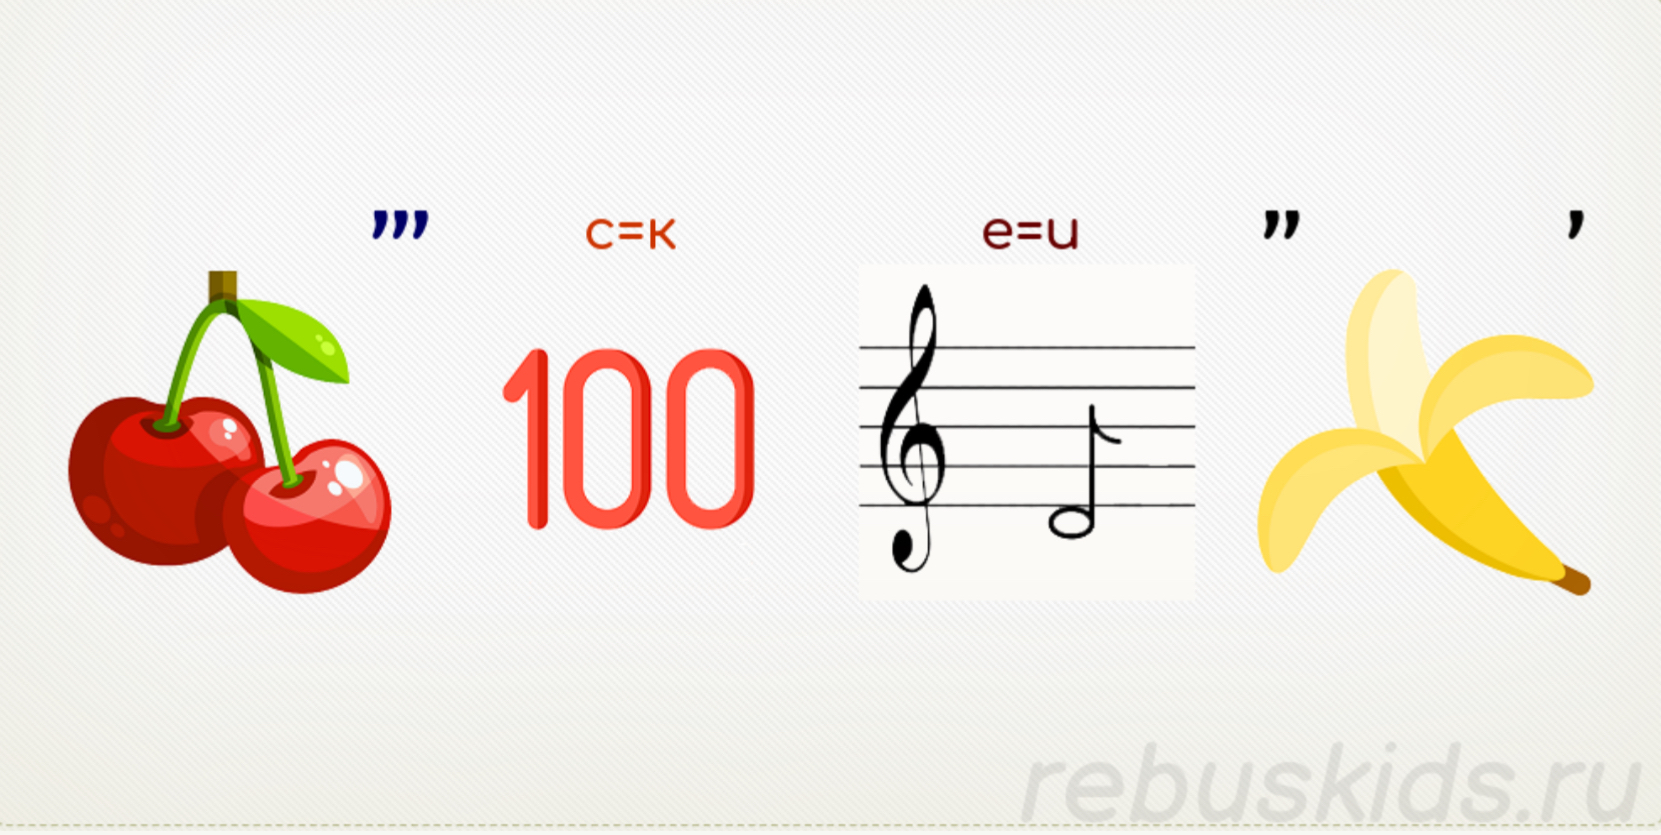 ,,, с=к е=и ,, ,
100
rebuskids.ru